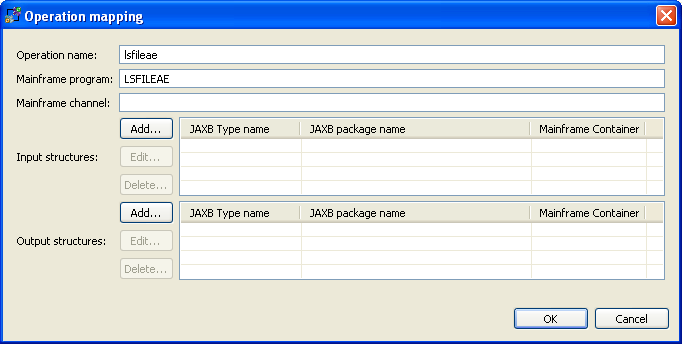 Operation mapping
Operation name: lsfileae
Mainframe program: LSFILEAE
Mainframe channel:
Add... JAXB Type name JAXB package name Mainframe Container
Input structures: Edit...
Delete...
Add... JAXB Type name JAXB package name Mainframe Container
Output structures: Edit...
Delete...
OK Cancel